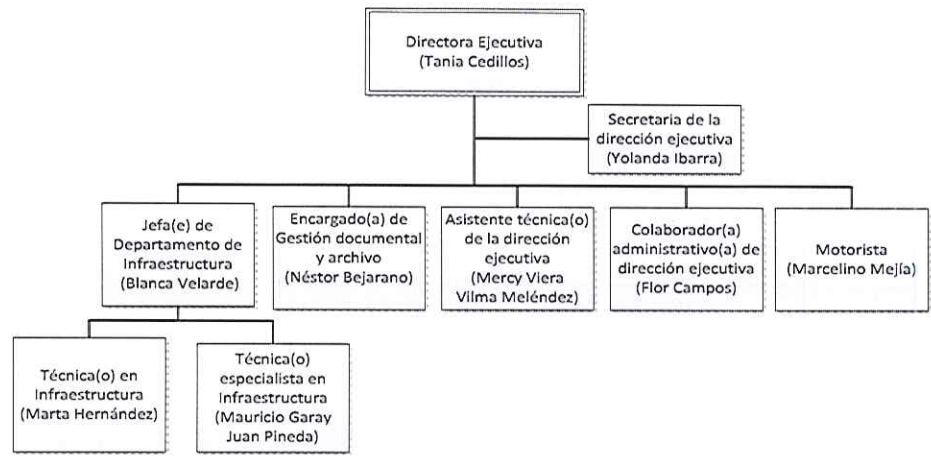 Directora Ejecutiva
(Tania Cedillos)
Secretaria de la
dirección ejecutiva
(Yolanda Ibarra)
Jefa(e) de
Departamento de
Infraestructura
(Blanca Velarde)
Encargado(a) de
Gestión documental
y archivo
(Néstor Bejarano)
Asistente técnica(o)
de la dirección
ejecutiva
(Mercy Viera
Vilma Meléndez)
Colaborador(a)
administrativo(a) de
dirección ejecutiva
(Flor Campos)
Motorista
(Marcelino Mejía)
Técnica(o) en
Infraestructura
(Marta Hernández)
Técnica(o)
especialista en
Infraestructura
(Mauricio Garay
Juan Pineda)